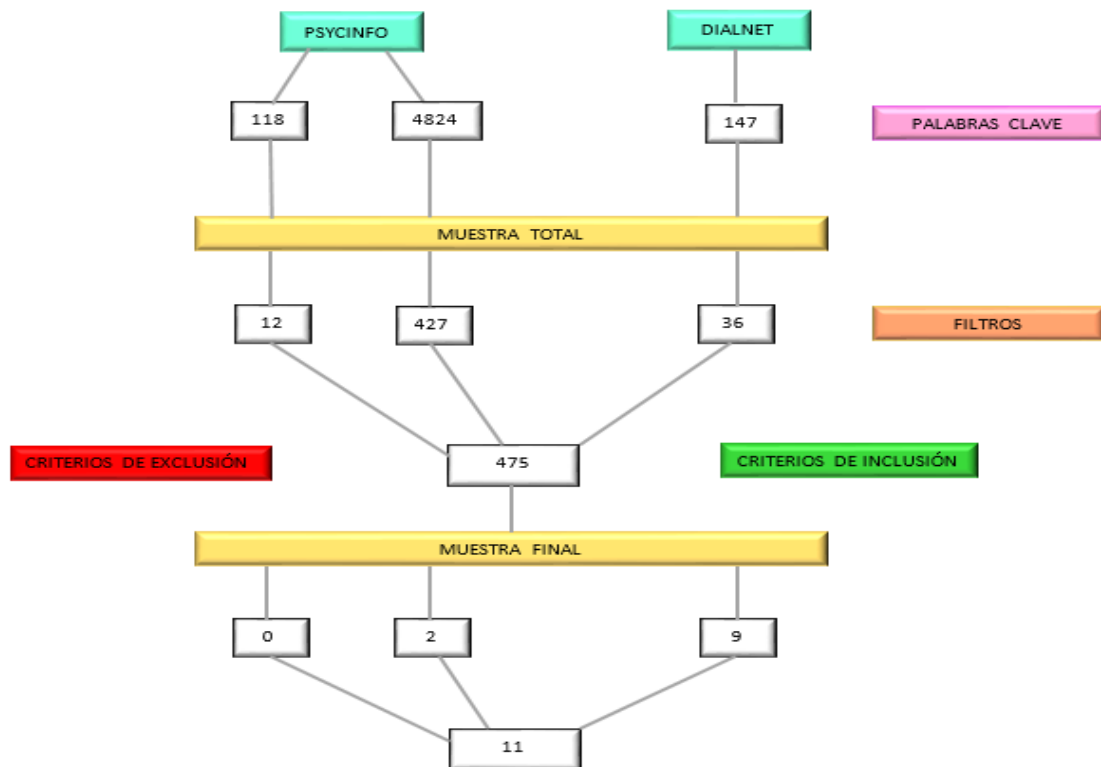 PSYCINFO
DIALNET
118
4824
147
PALABRAS CLAVE
MUESTRA TOTAL
12
427
36
FILTROS
CRITERIOS DE EXCLUSIÓN
475
CRITERIOS DE INCLUSIÓN
MUESTRA FINAL
0
2
9
11